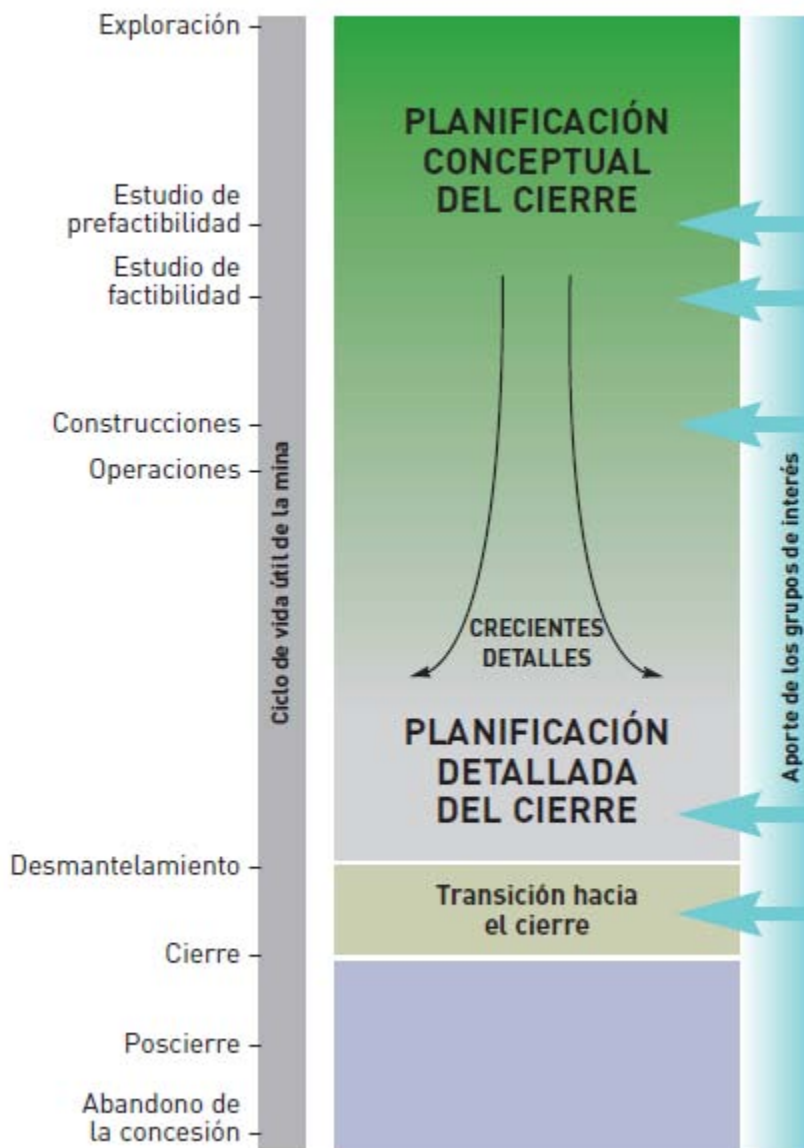 Exploración
Estudio de
prefactibilidad
Estudio de
factibilidad
Construcciones
Operaciones
Desmantelamiento
Cierre
Poscierre
Abandono de
la concesión
Ciclo de vida útil de la mina
PLANIFICACIÓN
CONCEPTUAL
DEL CIERRE
CRECIENTES
DETALLES
PLANIFICACIÓN
DETALLADA
DEL CIERRE
Transición hacia
el cierre
Aporte de los grupos de interés